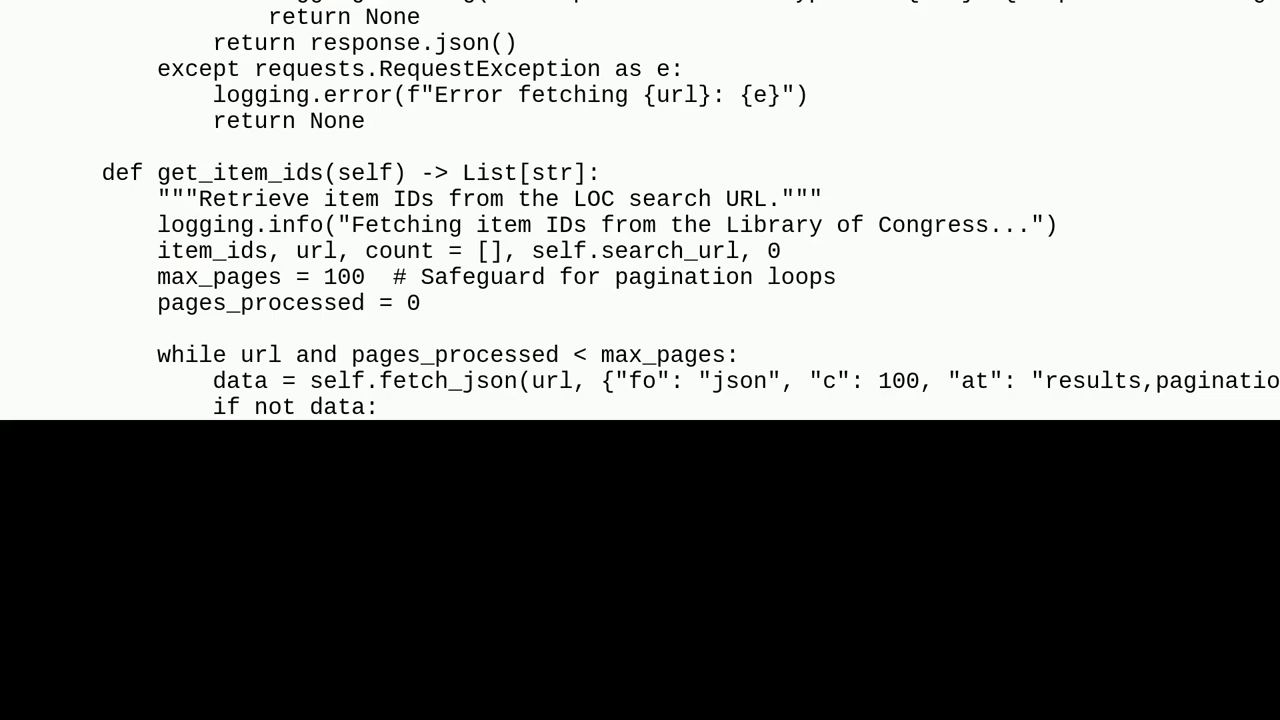 return None
return response.json()
except requests.RequestException as e:
logging.error(f"Error fetching {url}: {e}")
return None
def get_item_ids(self) -> List[str]:
"""Retrieve item IDs from the LOC search URL."""
logging.info("Fetching item IDs from the Library of Congress...")
item_ids, url, count = [], self.search_url, 0
max_pages = 100  # Safeguard for pagination loops
pages_processed = 0
while url and pages_processed < max_pages:
data = self.fetch_json(url, {"fo": "json", "c": 100, "at": "results,paginatio
if not data: